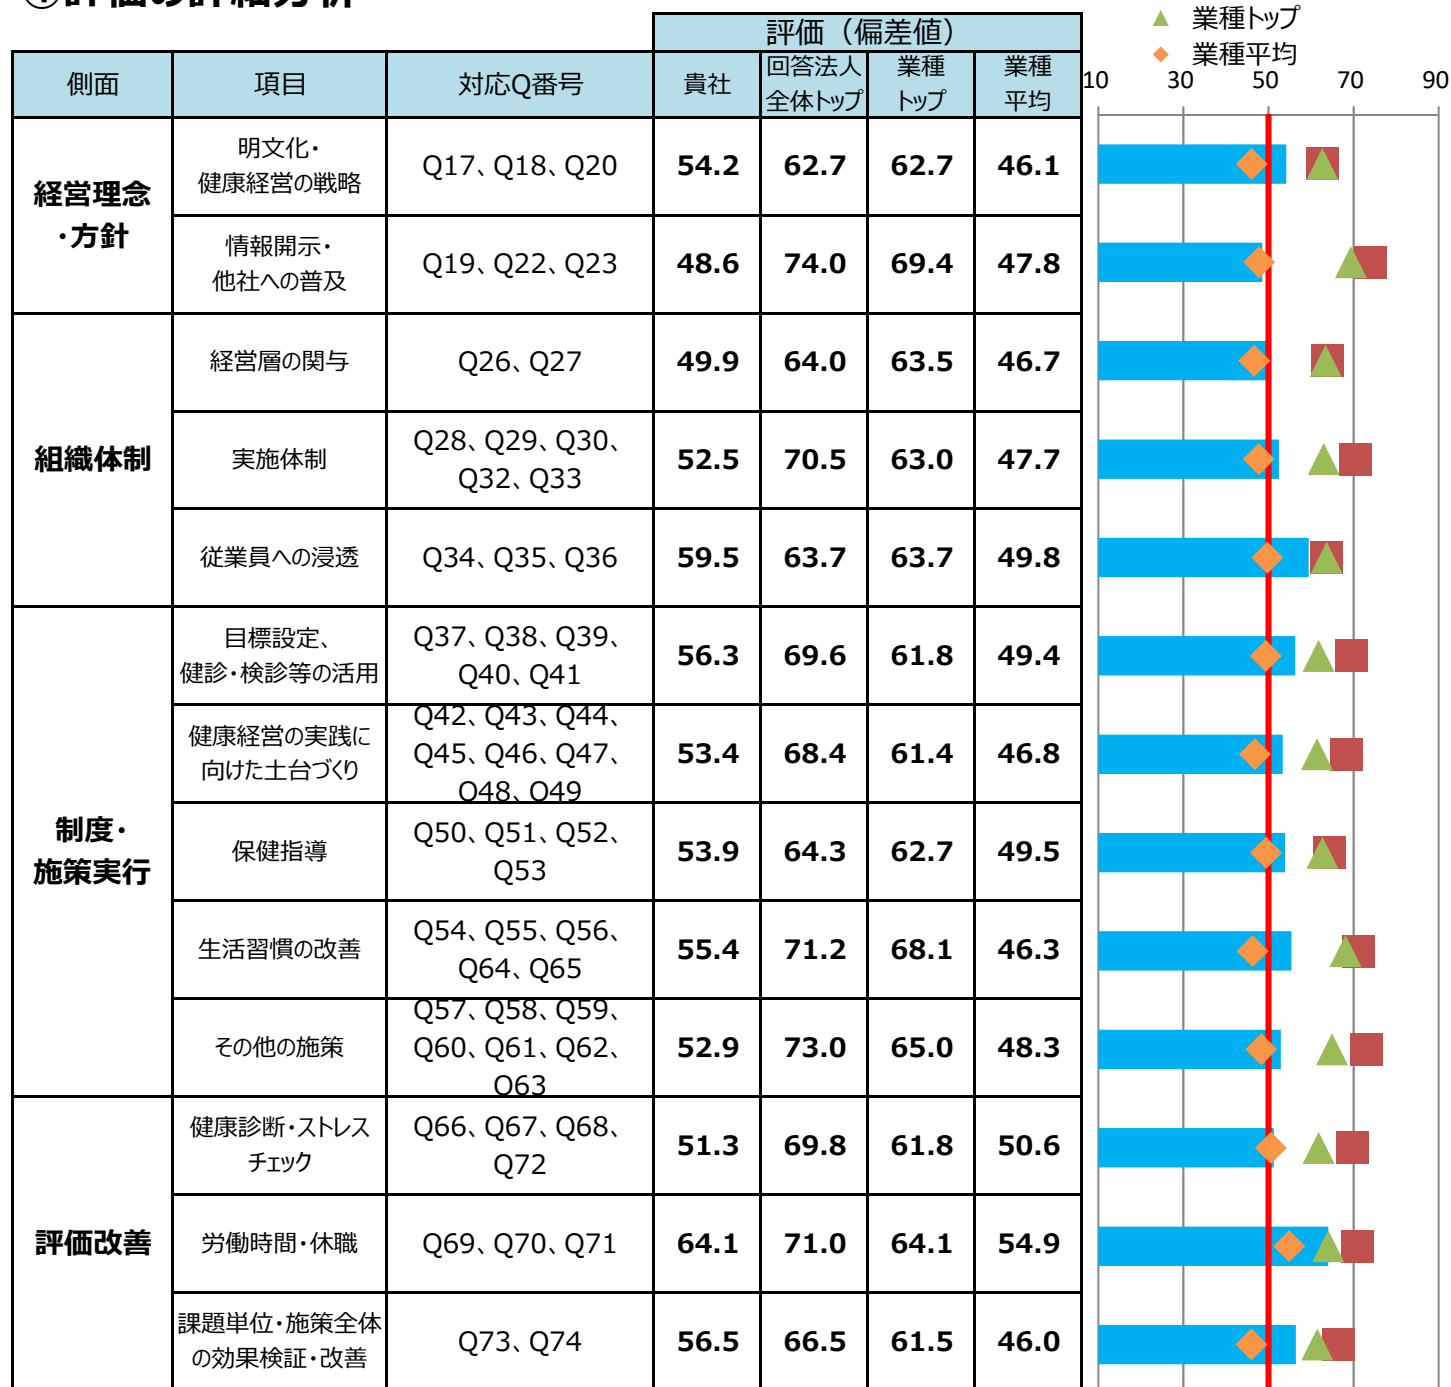 ①評価の詳細分析
業種トップ
業種平均
評価（偏差値）
側面 項目 対応Q番号 貴社 回答法人 業種 業種
全体トップ トップ 平均
10 30 50 70 90
経営理念
・方針
明文化・
健康経営の戦略
Q17、Q18、Q20 54.2 62.7 62.7 46.1
情報開示・
他社への普及
Q19、Q22、Q23 48.6 74.0 69.4 47.8
組織体制
経営層の関与 Q26、Q27 49.9 64.0 63.5 46.7
実施体制
Q28、Q29、Q30、
Q32、Q33
52.5 70.5 63.0 47.7
従業員への浸透 Q34、Q35、Q36 59.5 63.7 63.7 49.8
制度・
施策実行
目標設定、
健診・検診等の活用
Q37、Q38、Q39、
Q40、Q41
56.3 69.6 61.8 49.4
健康経営の実践に
向けた土台づくり
Q42、Q43、Q44、
Q45、Q46、Q47、
Q48、Q49
53.4 68.4 61.4 46.8
保健指導
Q50、Q51、Q52、
Q53
53.9 64.3 62.7 49.5
生活習慣の改善
Q54、Q55、Q56、
Q64、Q65
55.4 71.2 68.1 46.3
その他の施策
Q57、Q58、Q59、
Q60、Q61、Q62、
Q63
52.9 73.0 65.0 48.3
評価改善
健康診断・ストレス
チェック
Q66、Q67、Q68、
Q72
51.3 69.8 61.8 50.6
労働時間・休職 Q69、Q70、Q71 64.1 71.0 64.1 54.9
課題単位・施策全体
の効果検証・改善
Q73、Q74 56.5 66.5 61.5 46.0